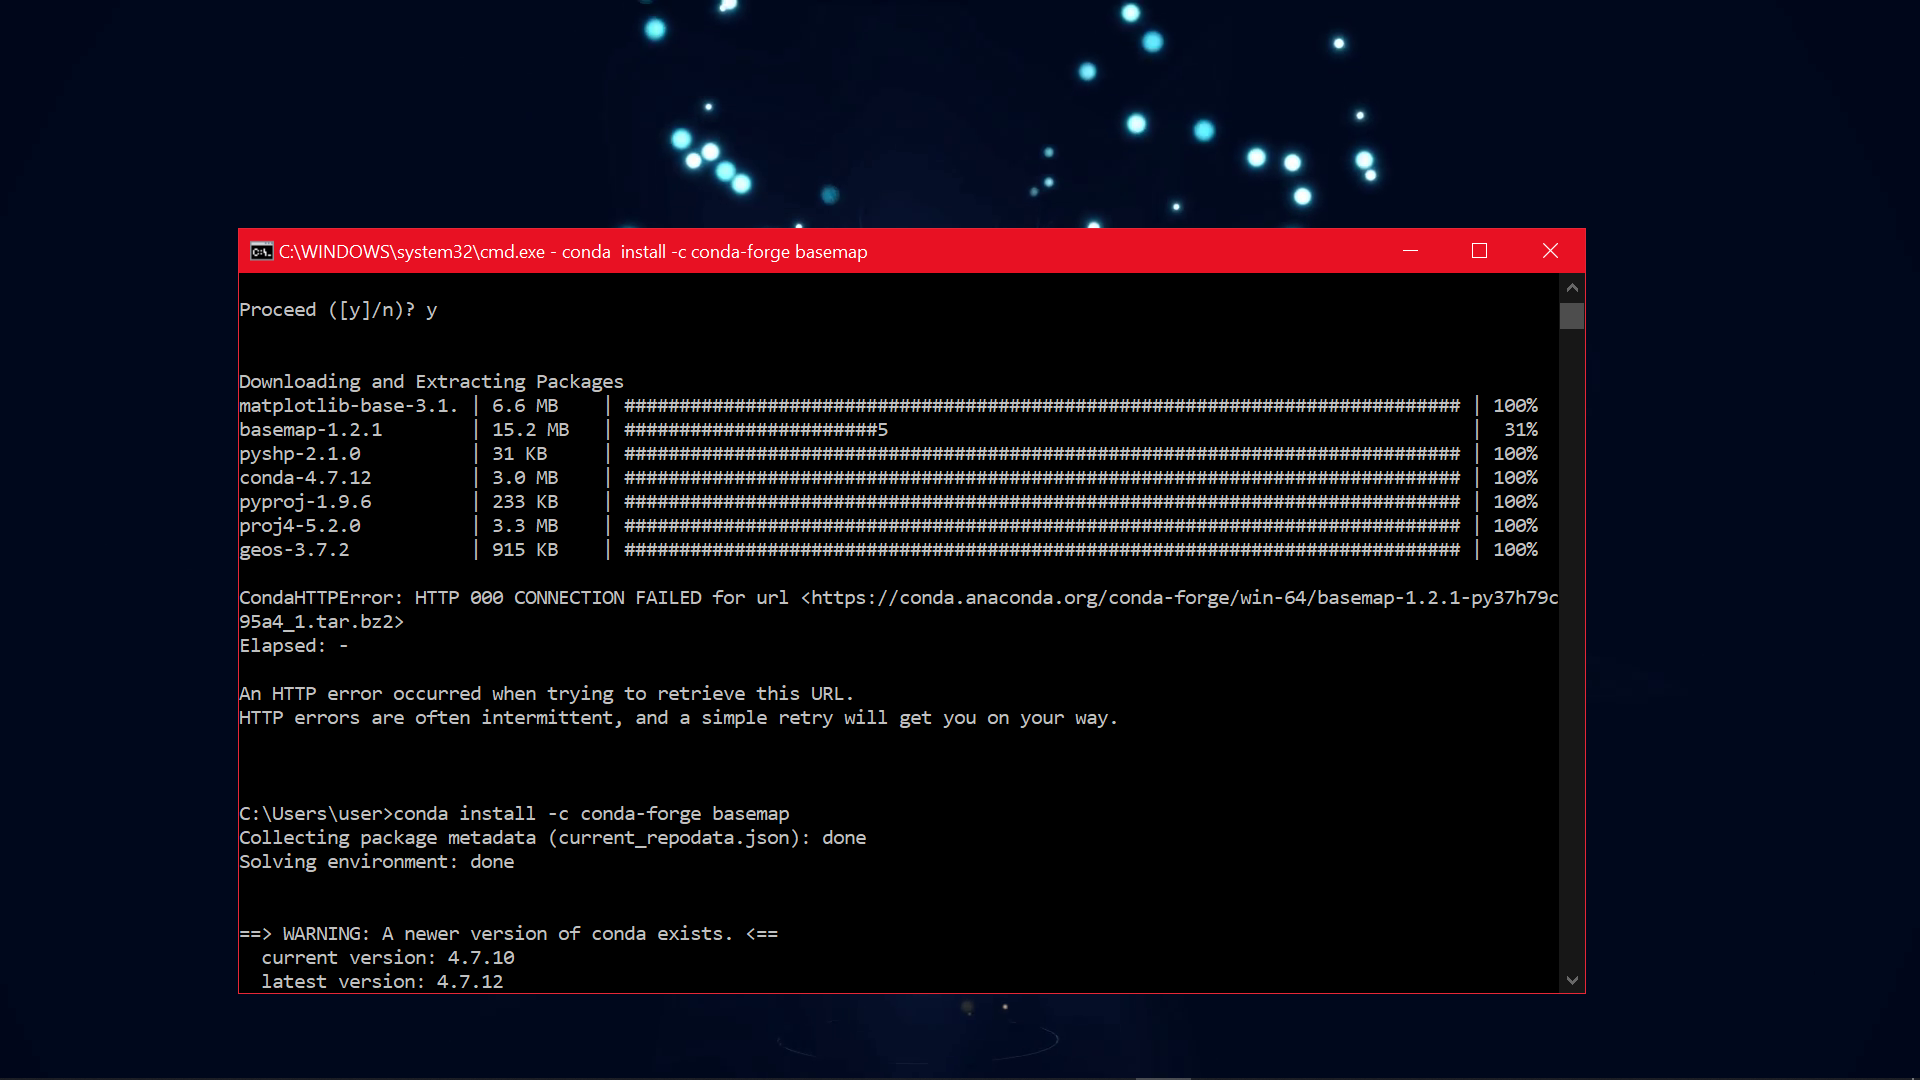 C:\WINDOWS\system32\cmd.exe - conda  install -c conda-forge basemap
Proceed ([y]/n)? y
Downloading and Extracting Packages
matplotlib-base-3.1. | 6.6 MB    | ############################################################################ | 100%
basemap-1.2.1        | 15.2 MB   | #######################5                                                      |  31%
pyshp-2.1.0          | 31 KB     | ############################################################################ | 100%
conda-4.7.12         | 3.0 MB    | ############################################################################ | 100%
pyproj-1.9.6         | 233 KB    | ############################################################################ | 100%
proj4-5.2.0          | 3.3 MB    | ############################################################################ | 100%
geos-3.7.2           | 915 KB    | ############################################################################ | 100%
CondaHTTPError: HTTP 000 CONNECTION FAILED for url <https://conda.anaconda.org/conda-forge/win-64/basemap-1.2.1-py37h79c
95a4_1.tar.bz2>
Elapsed: -
An HTTP error occurred when trying to retrieve this URL.
HTTP errors are often intermittent, and a simple retry will get you on your way.
C:\Users\user>conda install -c conda-forge basemap
Collecting package metadata (current_repodata.json): done
Solving environment: done
==> WARNING: A newer version of conda exists. <==
  current version: 4.7.10
  latest version: 4.7.12